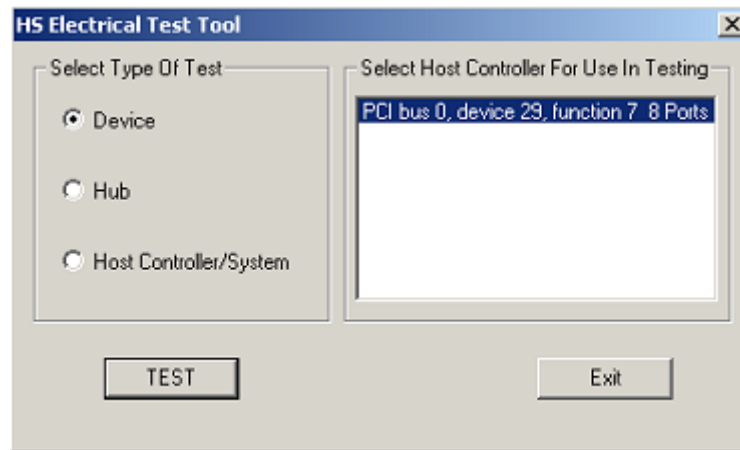 HS Electrical Test Tool
Select Type Of Test
Device
Hub
Host Controller/System
Select Host Controller For Use In Testing
PCI bus 0, device 29, function 7 8 Ports
TEST
Exit